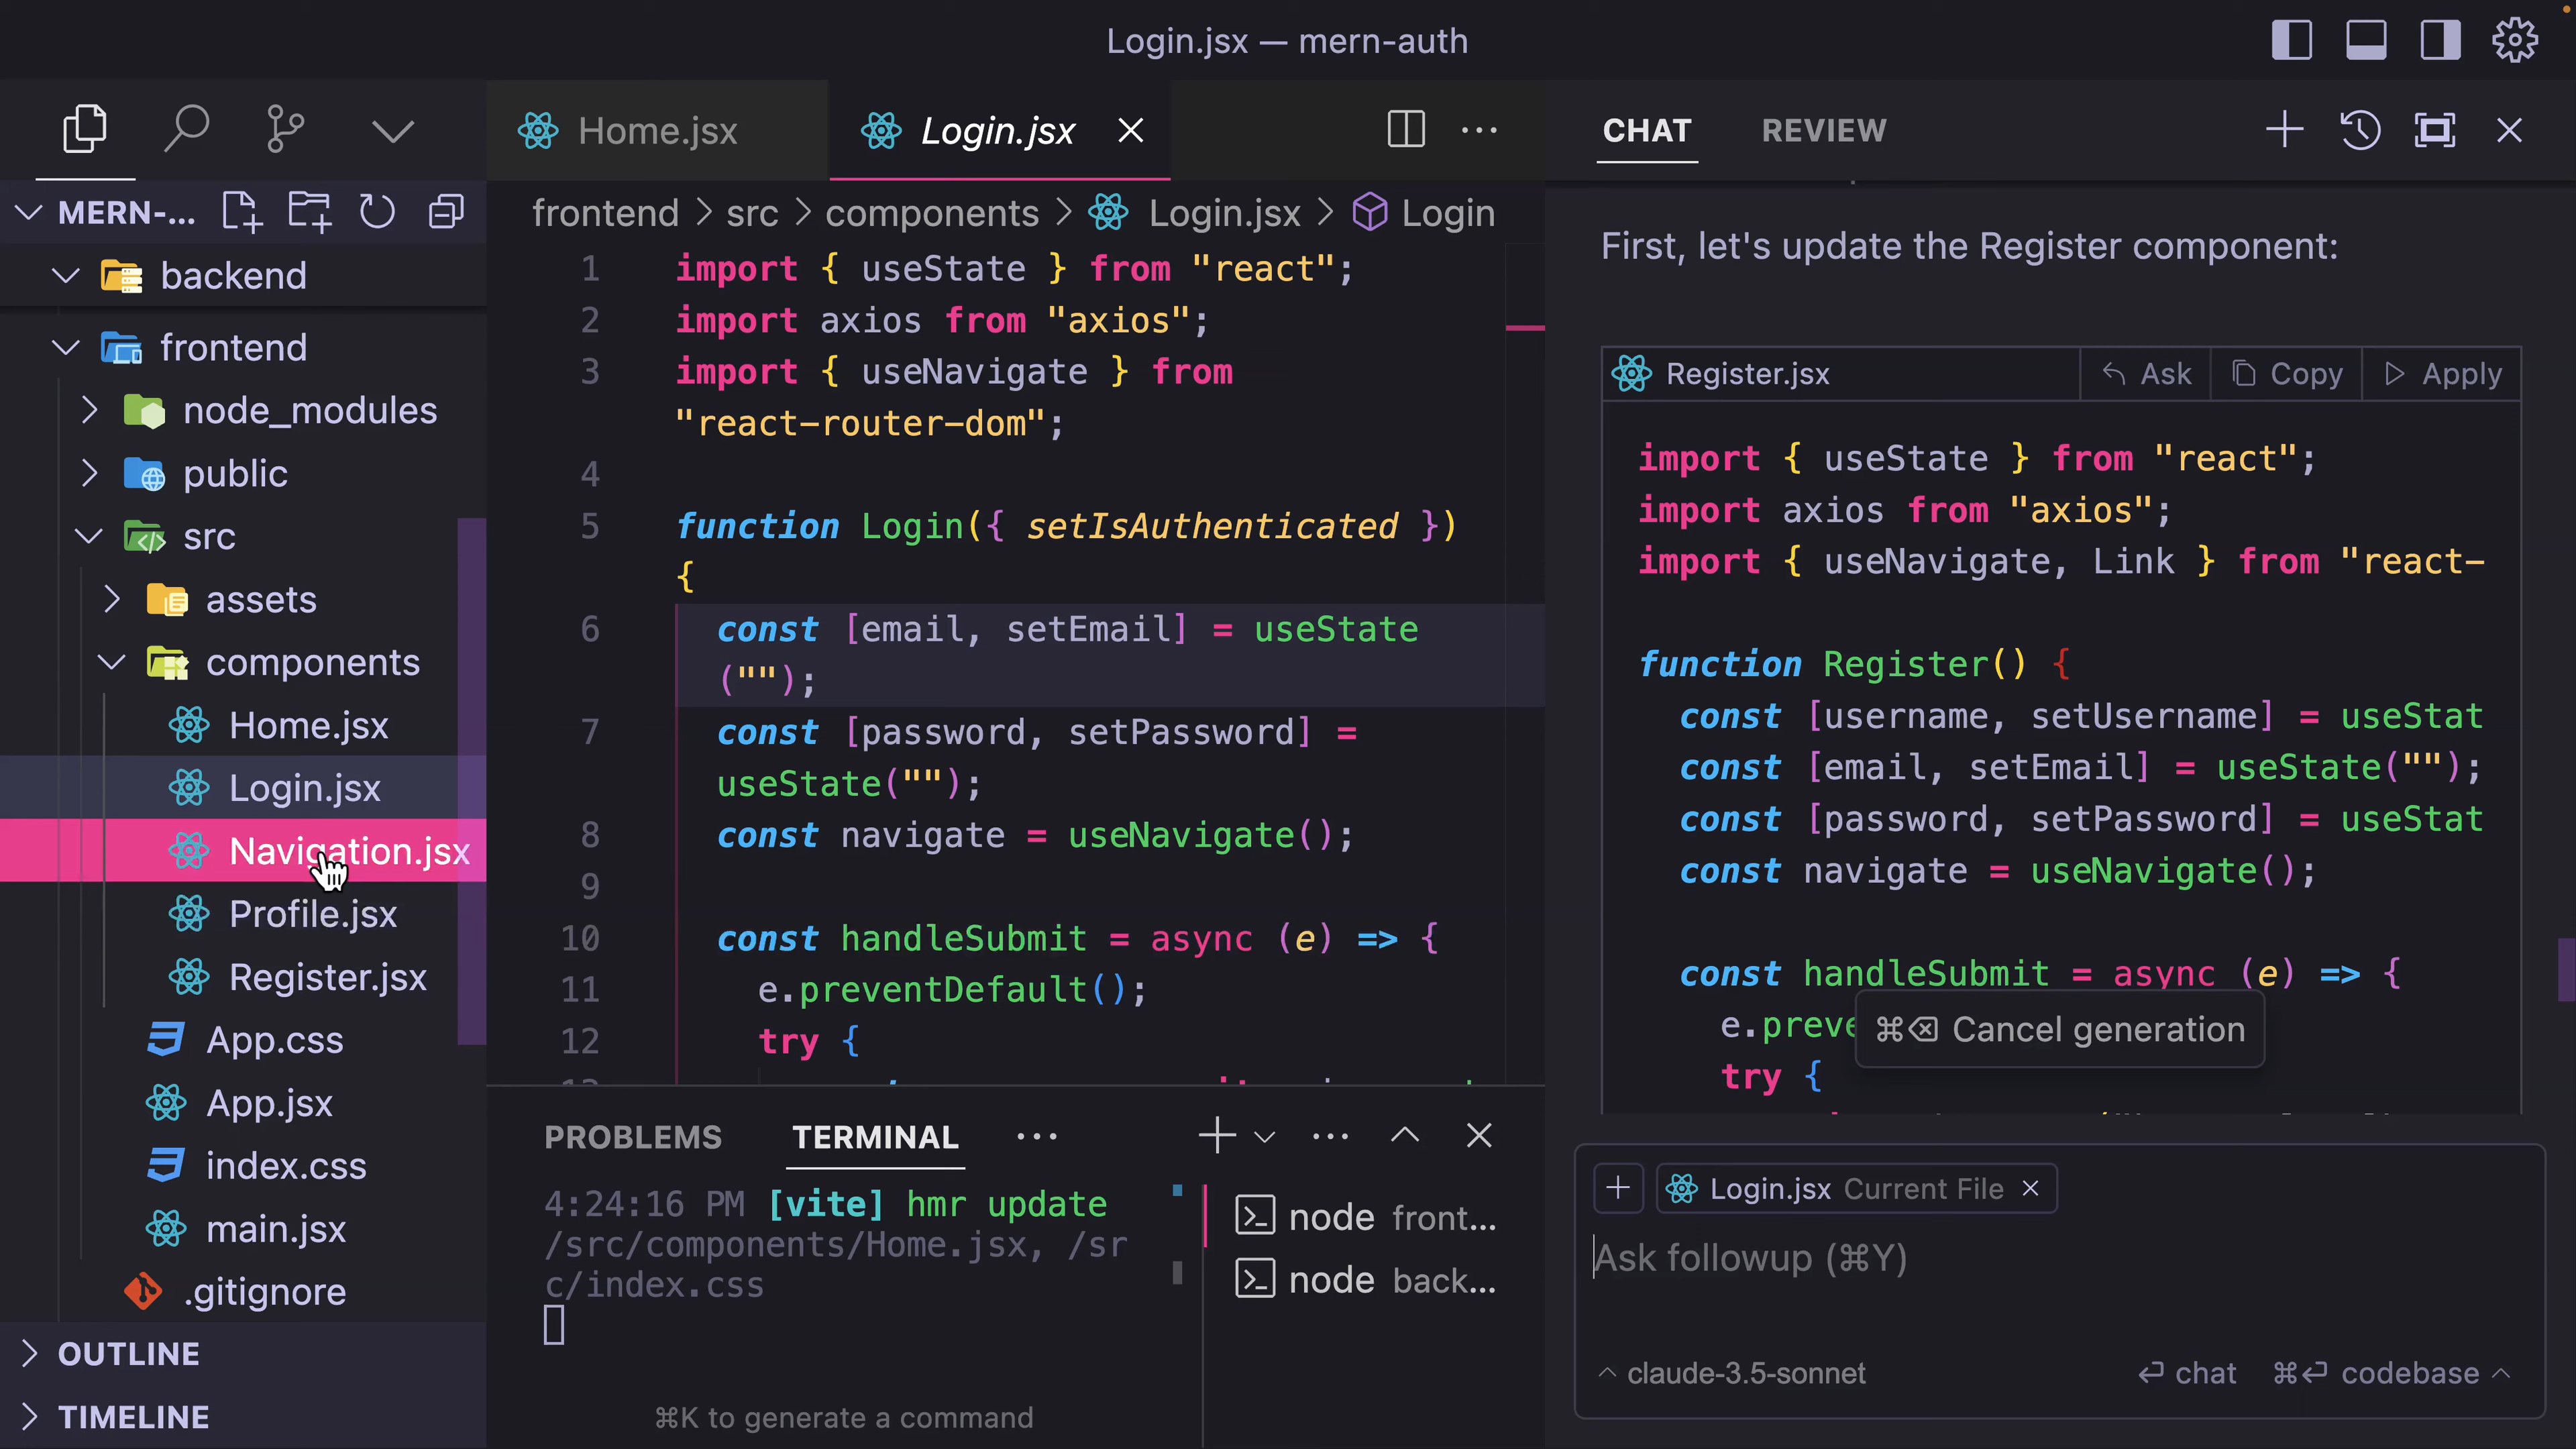 Login.jsx — mern-auth
MERN-...
backend
frontend
node_modules
public
src
assets
components
Home.jsx
Login.jsx
Navigation.jsx
Profile.jsx
Register.jsx
App.css
App.jsx
index.css
main.jsx
.gitignore
OUTLINE
TIMELINE
Home.jsx
Login.jsx
frontend > src > components > Login.jsx > Login
1 import { useState } from "react";
2 import axios from "axios";
3 import { useNavigate } from
"react-router-dom";
4
5 function Login({ setIsAuthenticated })
{
6 const [email, setEmail] = useState
("");
7 const [password, setPassword] =
useState("");
8 const navigate = useNavigate();
9
10 const handleSubmit = async (e) => {
11 e.preventDefault();
12 try {
PROBLEMS TERMINAL
4:24:16 PM [vite] hmr update
/src/components/Home.jsx, /sr
c/index.css
node front...
node back...
⌘K to generate a command
CHAT REVIEW
First, let's update the Register component:
Register.jsx Ask Copy Apply
import { useState } from "react";
import axios from "axios";
import { useNavigate, Link } from "react-
function Register() {
const [username, setUsername] = useStat
const [email, setEmail] = useState("");
const [password, setPassword] = useStat
const navigate = useNavigate();
const handleSubmit = async (e) => {
e.preve
⌘⌫ Cancel generation
try {
Login.jsx Current File
Ask followup (⌘Y)
claude-3.5-sonnet
⏎ chat ⌘⏎ codebase